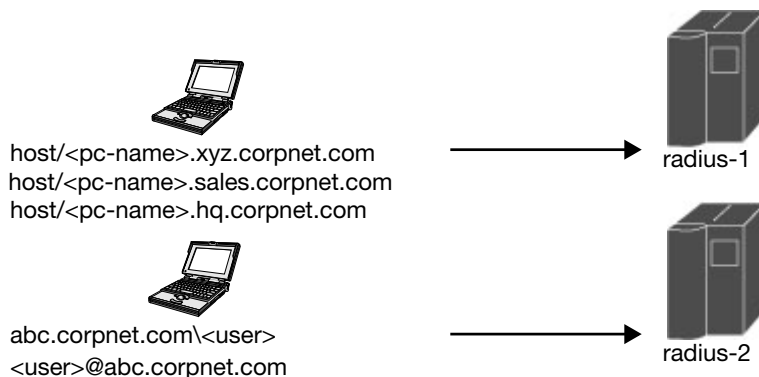 host/<pc-name>.xyz.corpnet.com
host/<pc-name>.sales.corpnet.com
host/<pc-name>.hq.corpnet.com
radius-1
abc.corpnet.com\<user>
<user>@abc.corpnet.com
radius-2